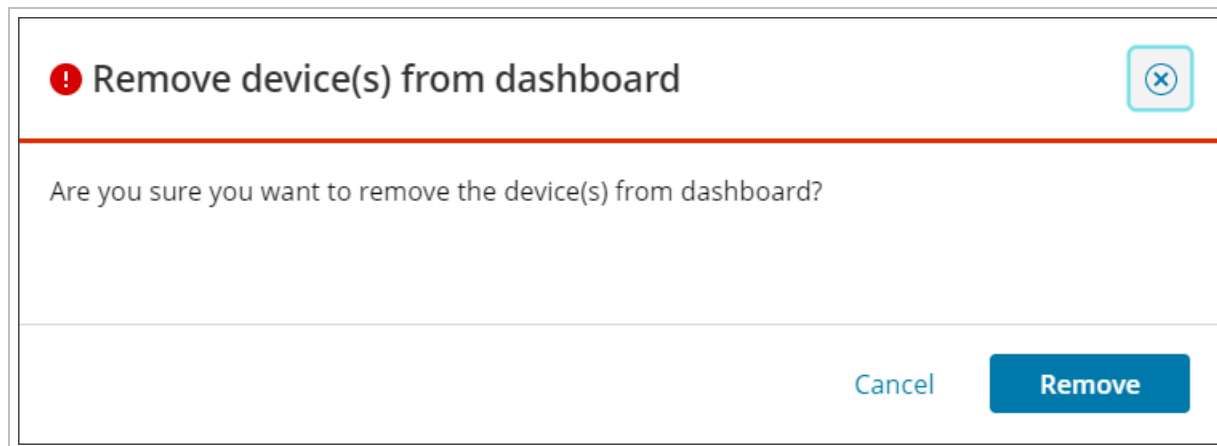 Remove device(s) from dashboard
Are you sure you want to remove the device(s) from dashboard?
Cancel
Remove